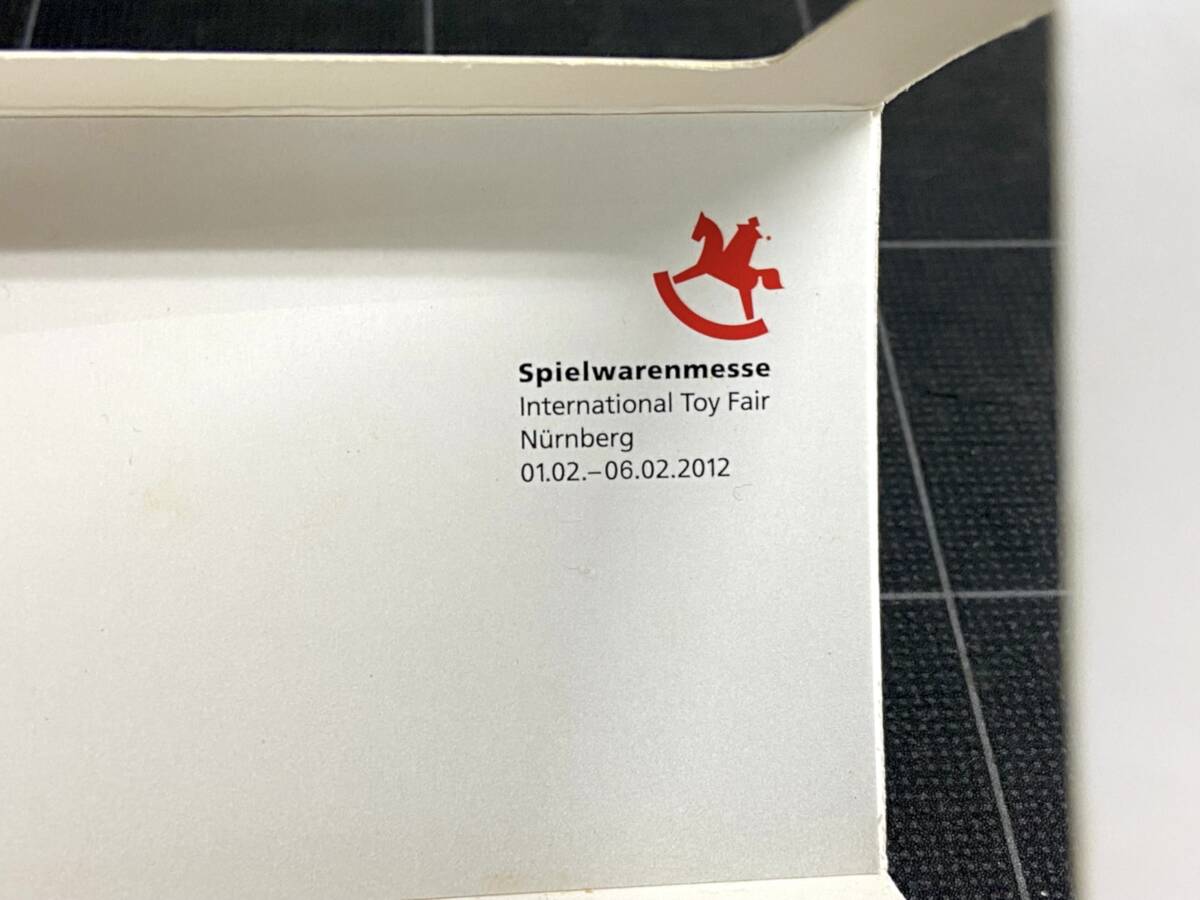 Spielwarenmesse
International Toy Fair
Nürnberg
01.02.–06.02.2012